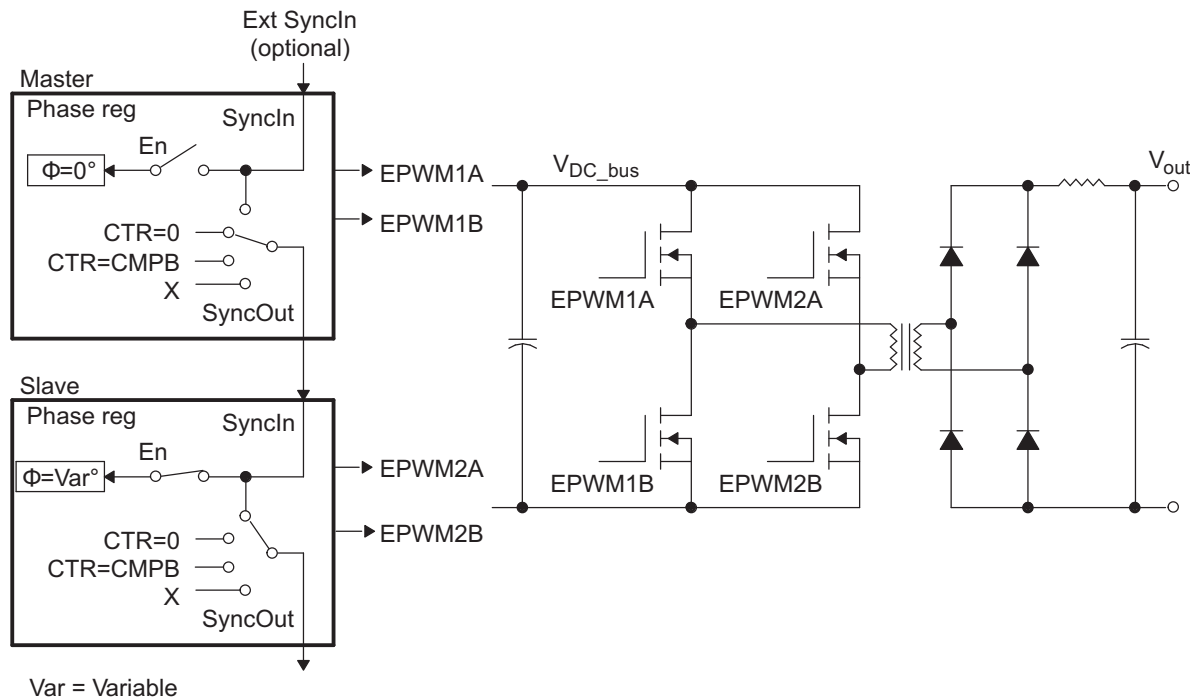 Ext SyncIn
(optional)
Master
Phase reg
SyncIn
En
Φ=0°
EPWM1A
EPWM1B
CTR=0
CTR=CMPB
X
SyncOut
Slave
Phase reg
SyncIn
En
Φ=Var°
EPWM2A
EPWM2B
CTR=0
CTR=CMPB
X
SyncOut
Var = Variable
VDC_bus
Vout
EPWM1A
EPWM2A
EPWM1B
EPWM2B